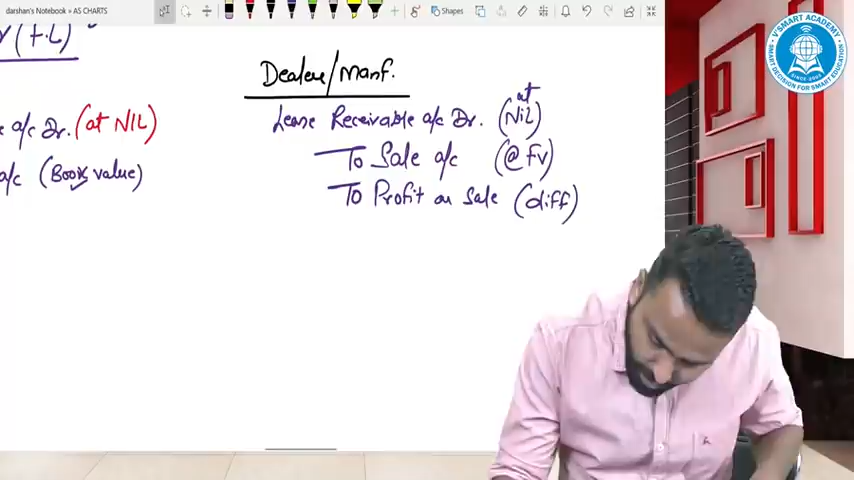 darshan's Notebook » AS CHARTS
Shapes
V'SMART ACADEMY
SMART DECISION FOR SMART EDUCATION
SINCE-2003
r (F.L)
Dealer/Manf.
e a/c Dr. (at NIL)
a/c (Book value)
Lease Receivable a/c Dr. (at NiL)
To Sale a/c (@ FV)
To Profit on Sale (diff)